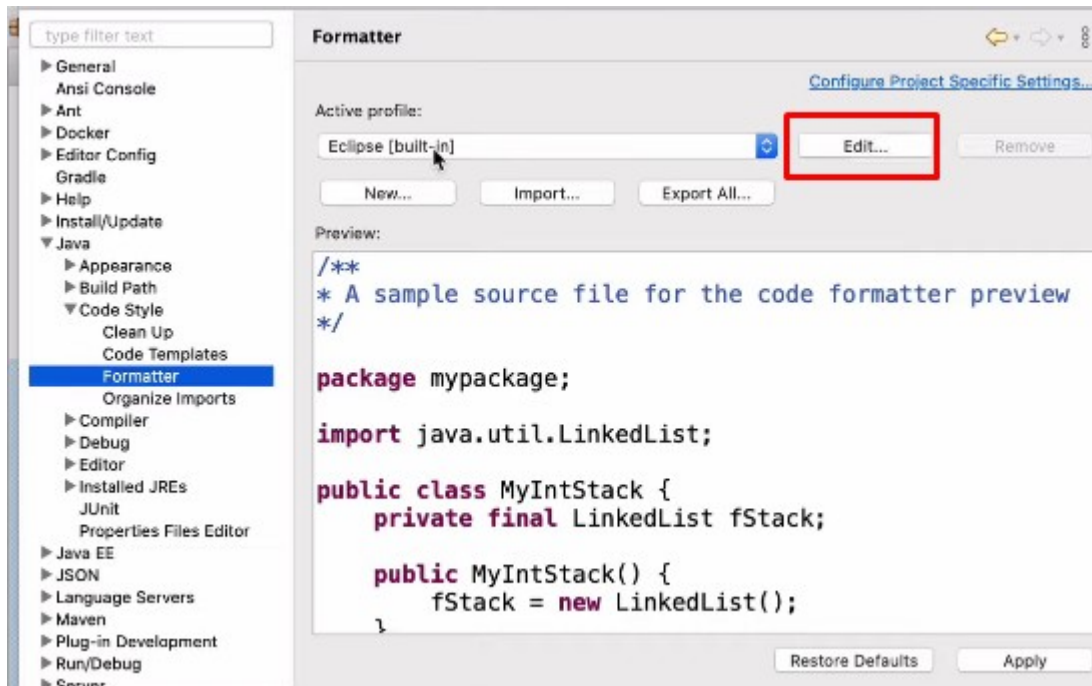 type filter text
General
Ansi Console
Ant
Docker
Editor Config
Gradle
Help
Install/Update
Java
Appearance
Build Path
Code Style
Clean Up
Code Templates
Formatter
Organize Imports
Compiler
Debug
Editor
Installed JREs
JUnit
Properties Files Editor
Java EE
JSON
Language Servers
Maven
Plug-in Development
Run/Debug
Server
Formatter
Configure Project Specific Settings...
Active profile:
Eclipse [built-in]
Edit...
Remove
New...
Import...
Export All...
Preview:
/**
* A sample source file for the code formatter preview
*/
package mypackage;
import java.util.LinkedList;
public class MyIntStack {
private final LinkedList fStack;
public MyIntStack() {
fStack = new LinkedList();
}
Restore Defaults
Apply